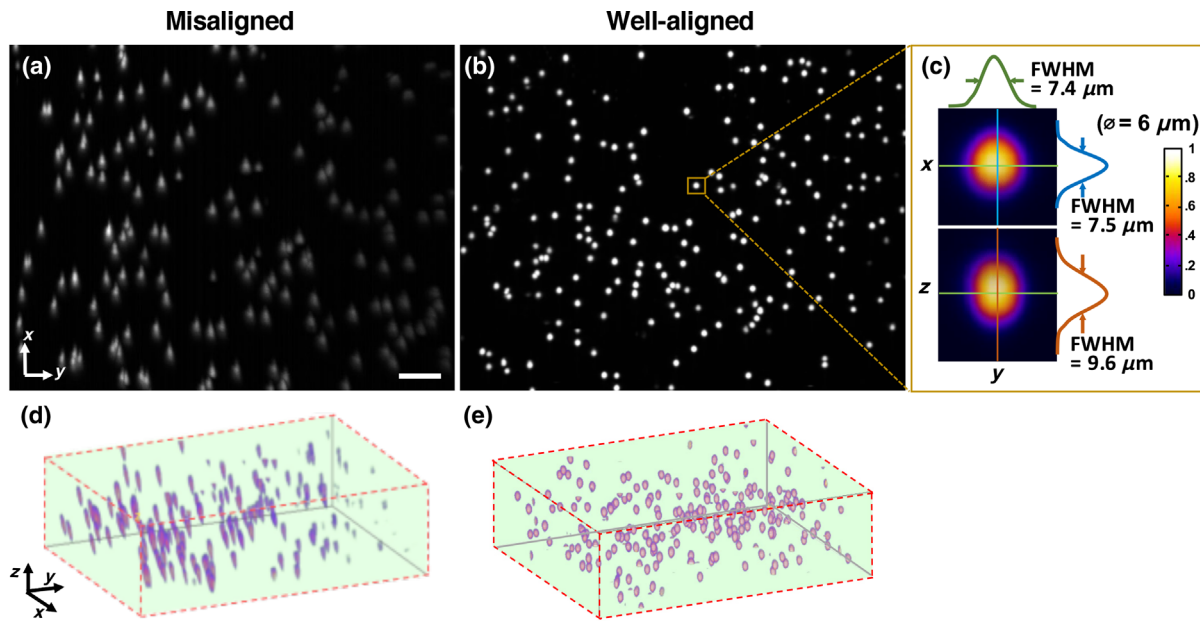 Misaligned
Well-aligned
(a)
x
y
(b)
(c)
FWHM
= 7.4 μm
(⌀ = 6 μm)
x
FWHM
= 7.5 μm
1
.8
.6
.4
.2
0
z
FWHM
= 9.6 μm
y
(d)
z
y
x
(e)